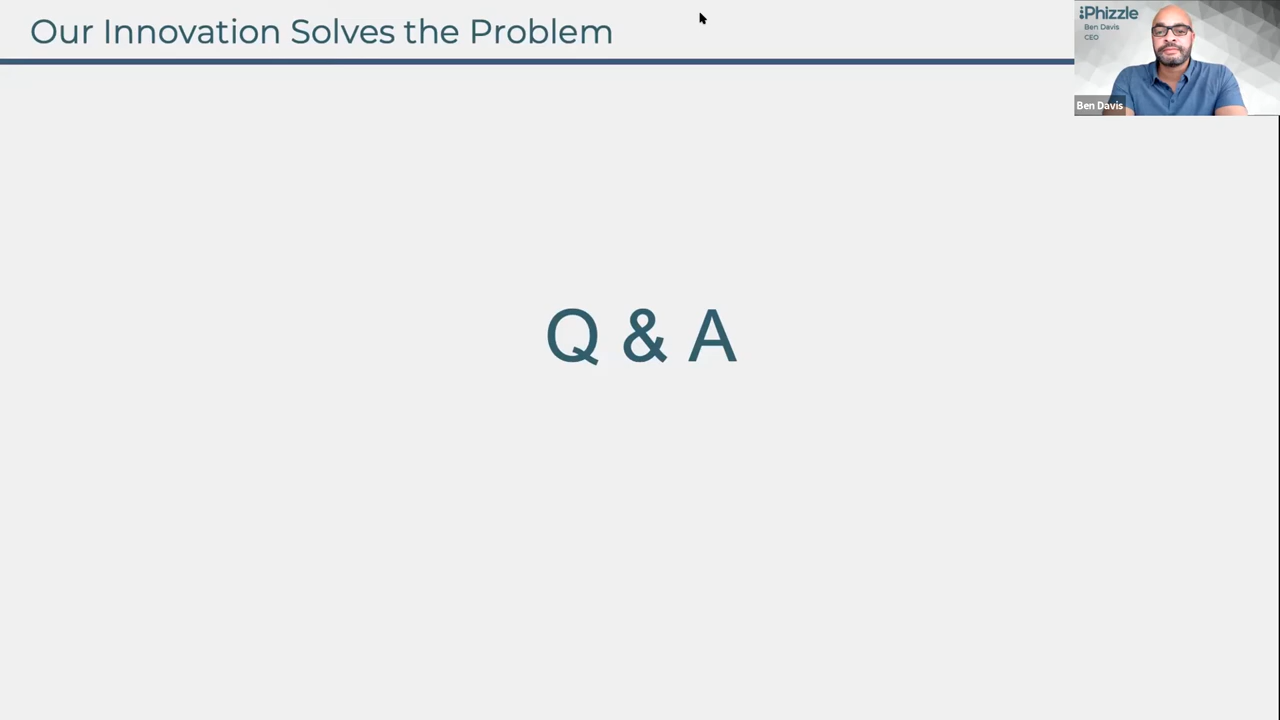 Our Innovation Solves the Problem
Phizzle
Ben Davis
CEO
Ben Davis
Q & A